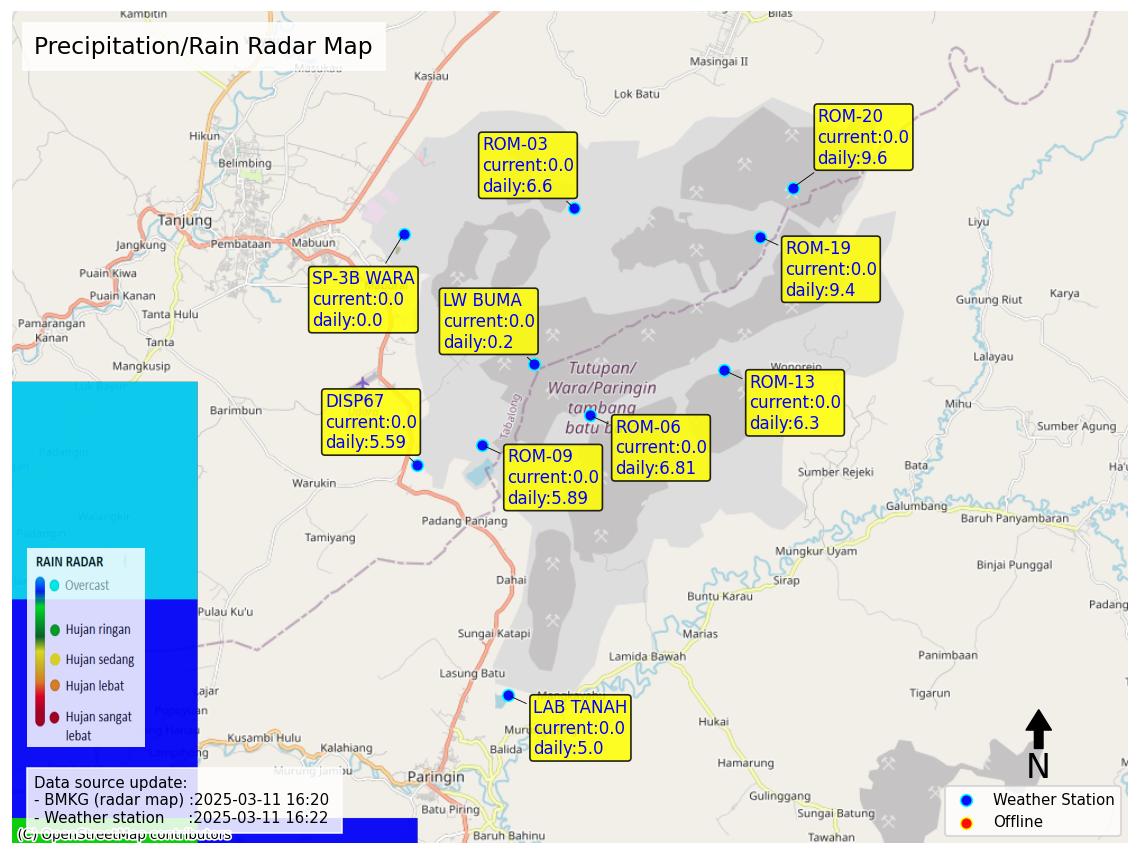 Kambitin
Bilas
Precipitation/Rain Radar Map
Masukau
Masingai II
Kasiau
Lok Batu
ROM-20
current:0.0
daily:9.6
Hikun
ROM-03
current:0.0
daily:6.6
Belimbing
Tanjung
Liyu
Jangkung
Pembataan
Mabuun
ROM-19
current:0.0
daily:9.4
Puain Kiwa
SP-3B WARA
current:0.0
daily:0.0
Puain Kanan
LW BUMA
current:0.0
daily:0.2
Karya
Gunung Riut
Tanta Hulu
Pamarangan
Kanan
Tanta
Lalayau
Mangkusip
Wonorejo
Tutupan/
Wara/Paringin
tambang
batu b
ROM-13
current:0.0
daily:6.3
Tabalong
DISP67
current:0.0
daily:5.59
Barimbun
Mihu
ROM-06
current:0.0
daily:6.81
Sumber Agung
ROM-09
current:0.0
daily:5.89
Bata
Ha'u
Sumber Rejeki
Warukin
Galumbang
Baruh Panyambaran
Padang Panjang
Tamiyang
Mungkur Uyam
Binjai Punggal
RAIN RADAR
Overcast
Hujan ringan
Hujan sedang
Hujan lebat
Hujan sangat
lebat
Dahai
Sirap
Buntu Karau
Padang
Pulau Ku'u
Sungai Katapi
Marias
Lamida Bawah
Panimbaan
Lasung Batu
Tigarun
LAB TANAH
current:0.0
daily:5.0
Hukai
Kusambi Hulu
Kalahiang
Balida
Murung Jambu
Paringin
Hamarung
N
Data source update:
- BMKG (radar map) :2025-03-11 16:20
- Weather station :2025-03-11 16:22
Gulinggang
Weather Station
Offline
Batu Piring
Sungai Batung
(C) OpenStreetMap contributors
Baruh Bahinu
Tawahan